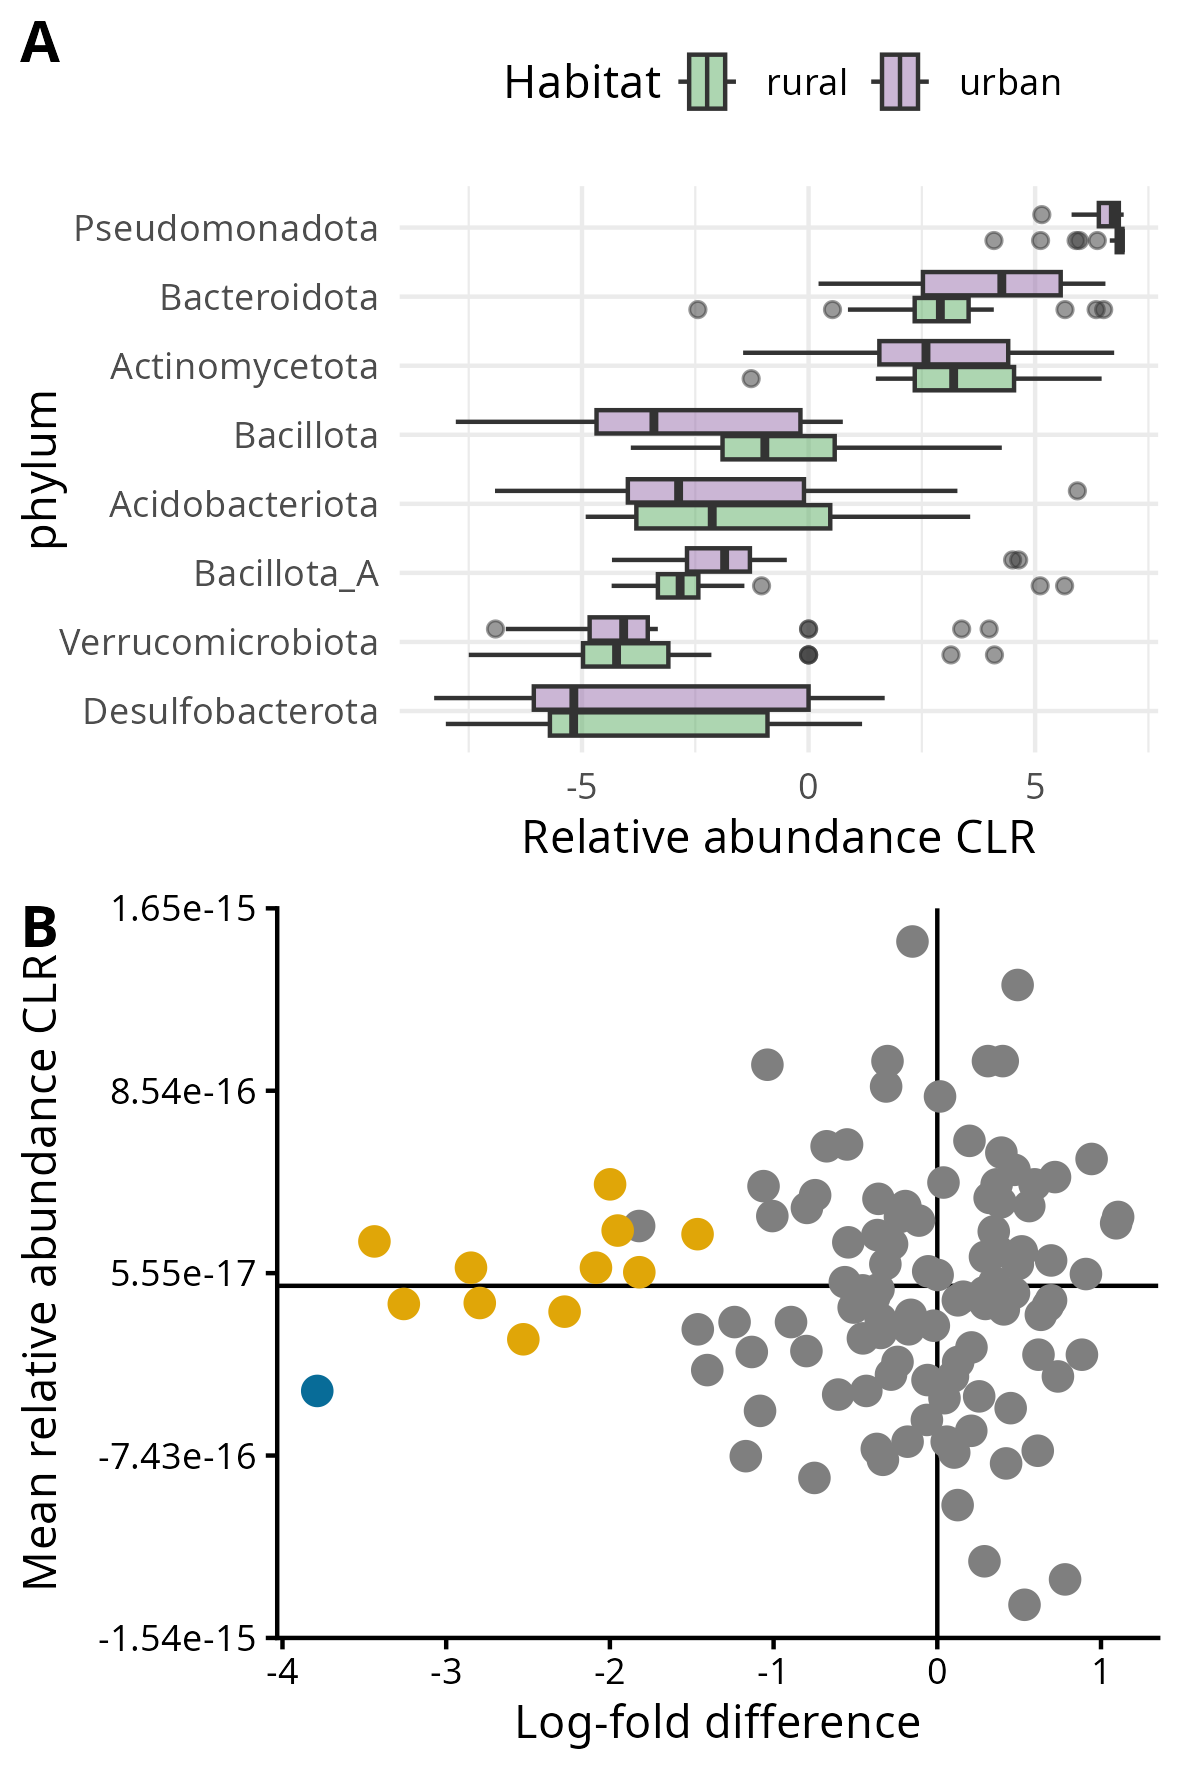 A
Habitat rural urban
Pseudomonadota
Bacteroidota
Actinomycetota
Bacillota
Acidobacteriota
Bacillota_A
Verrucomicrobiota
Desulfobacterota
phylum
-5 0 5
Relative abundance CLR
B
1.65e-15
8.54e-16
5.55e-17
-7.43e-16
-1.54e-15
Mean relative abundance CLR
-4 -3 -2 -1 0 1
Log-fold difference